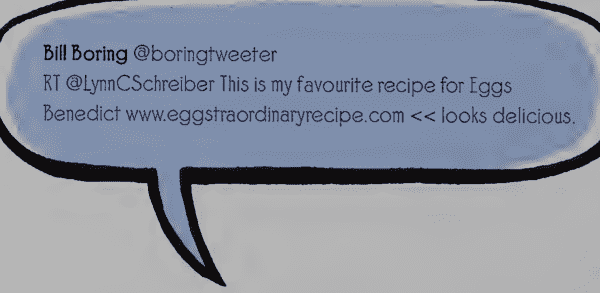 Bill Boring @boringtweeter
RT @LynnCSchreiber This is my favourite recipe for Eggs
Benedict www.eggstraordinaryrecipe.com << looks delicious.